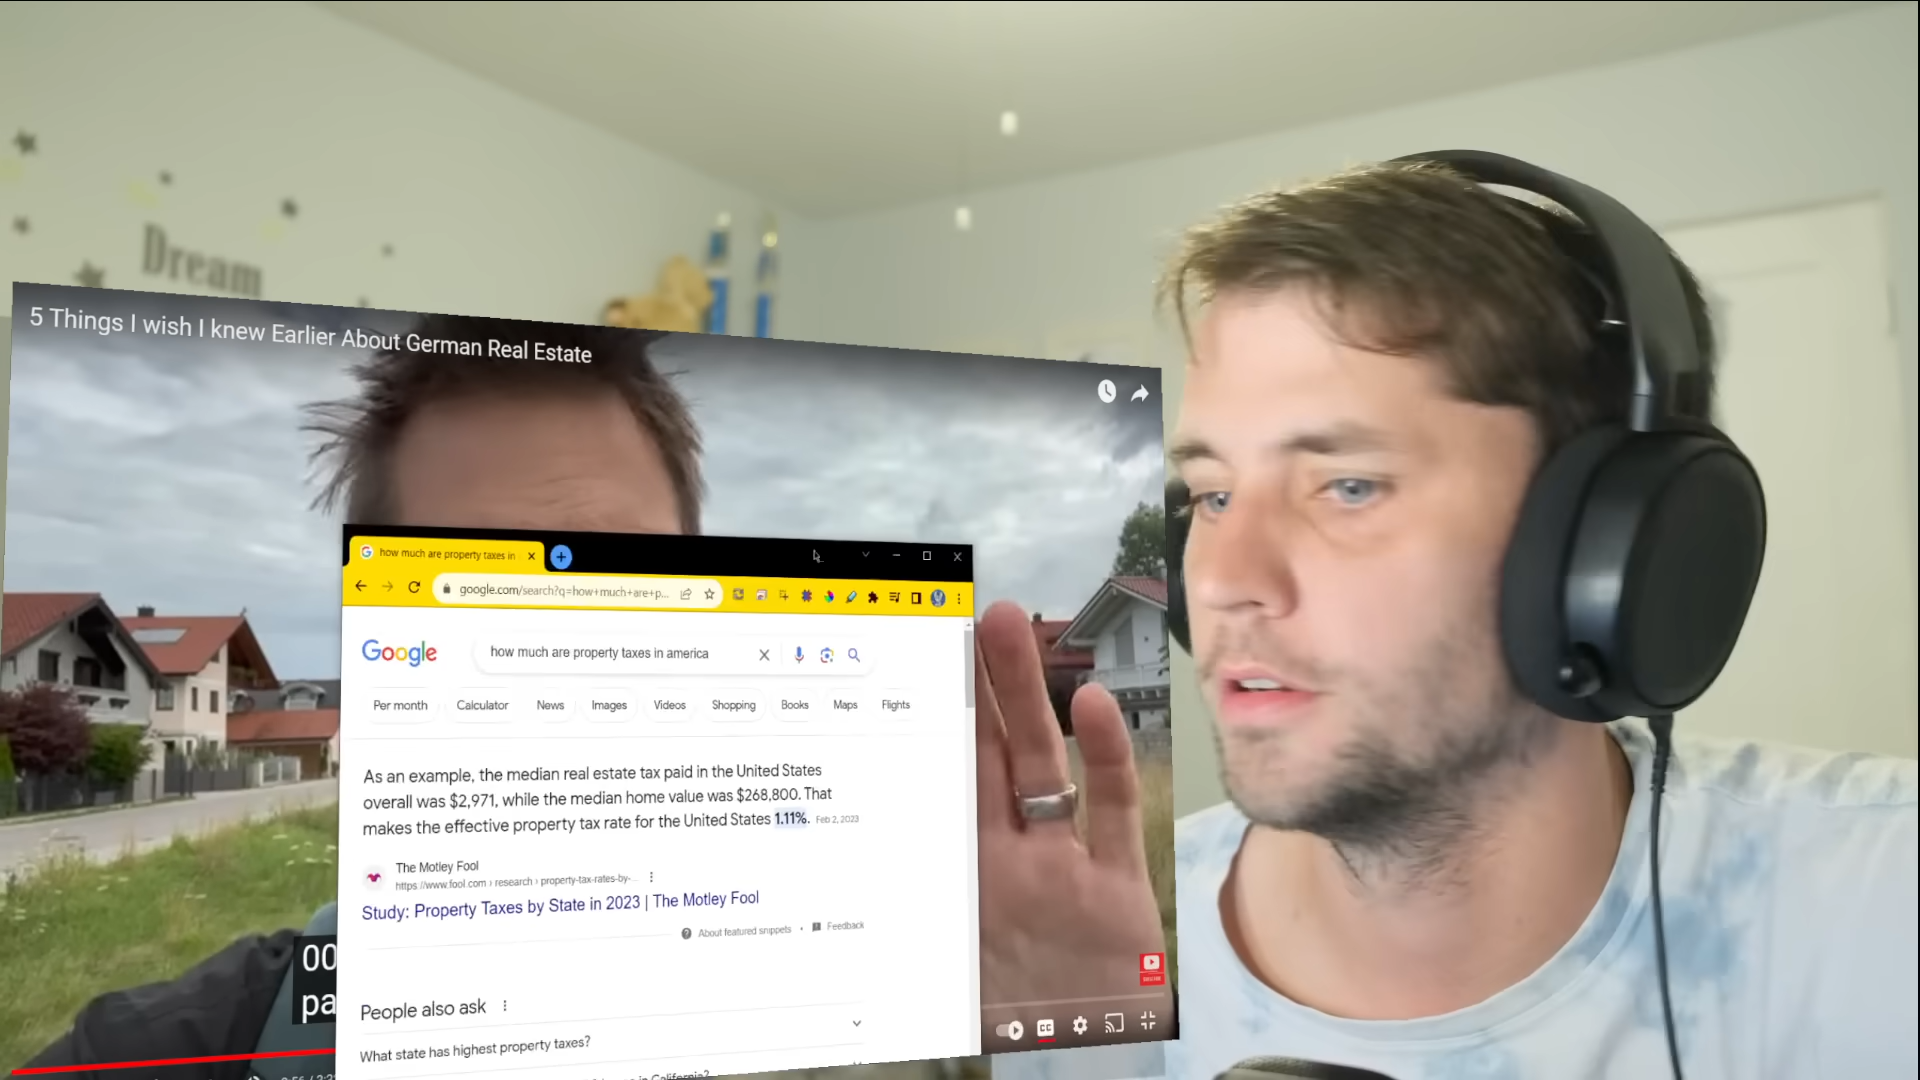 Dream
5 Things I wish I knew Earlier About German Real Estate
how much are property taxes in
google.com/search?q=how+much+are+p...
Google
how much are property taxes in america
Per month
Calculator
News
Images
Videos
Shopping
Books
Maps
Flights
As an example, the median real estate tax paid in the United States
overall was $2,971, while the median home value was $268,800. That
makes the effective property tax rate for the United States 1.11%. Feb 2, 2023
The Motley Fool
https://www.fool.com › research › property-tax-rates-by-...
Study: Property Taxes by State in 2023 | The Motley Fool
About featured snippets • Feedback
00
pa
People also ask
What state has highest property taxes?
in California?
CC